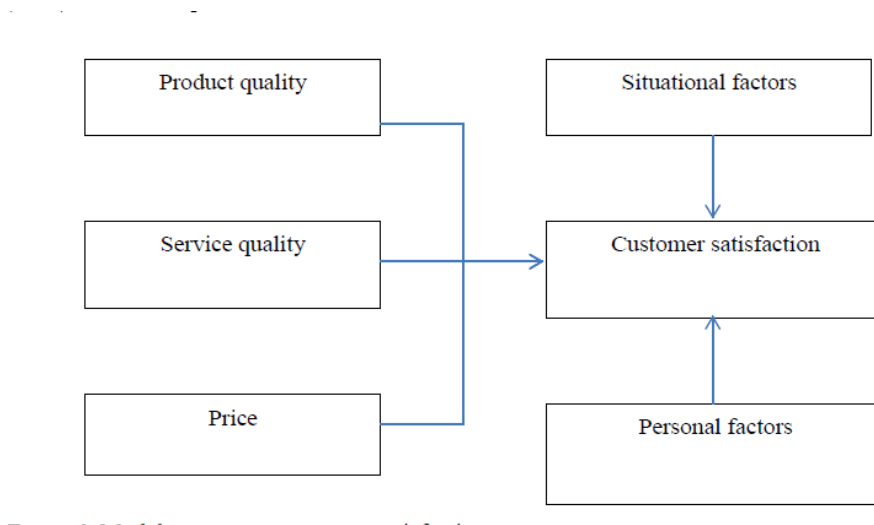 Product quality
Situational factors
Service quality
Customer satisfaction
Price
Personal factors